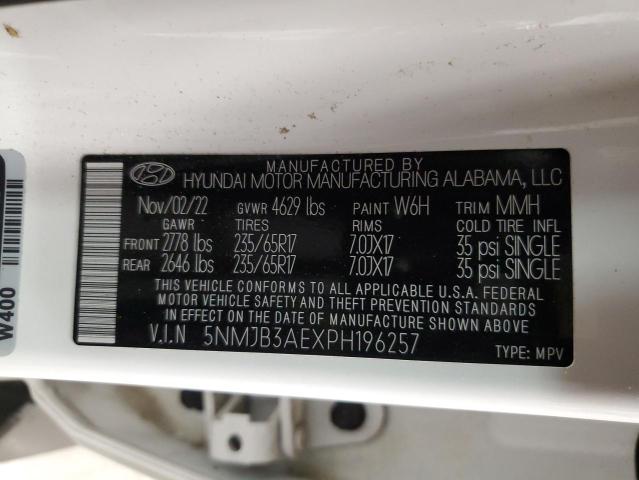 MANUFACTURED BY
HYUNDAI MOTOR MANUFACTURING ALABAMA, LLC
Nov/02/22 GVWR 4629 lbs PAINT W6H TRIM MMH
GAWR TIRES RIMS COLD TIRE INFL
FRONT 2778 lbs 235/65R17 7.0JX17 35 psi SINGLE
REAR 2646 lbs 235/65R17 7.0JX17 35 psi SINGLE
THIS VEHICLE CONFORMS TO ALL APPLICABLE U.S.A. FEDERAL
MOTOR VEHICLE SAFETY AND THEFT PREVENTION STANDARDS
IN EFFECT ON THE DATE OF MANUFACTURE SHOWN ABOVE.
V.I.N 5NMJB3AEXPH196257
TYPE: MPV
W400